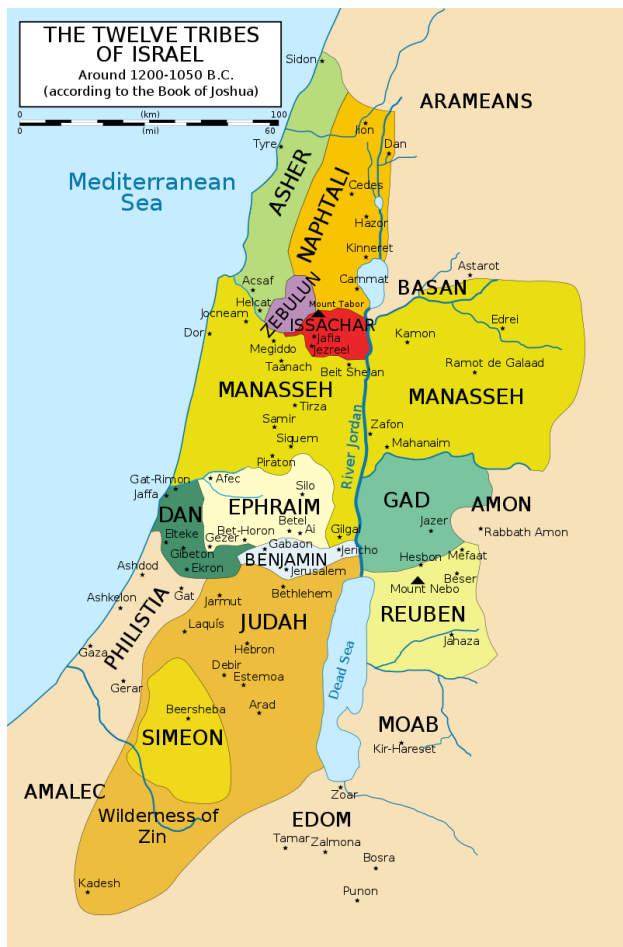 THE TWELVE TRIBES
OF ISRAEL
Around 1200-1050 B.C.
(according to the Book of Joshua)
0 (km) 100
0 (mi) 60
Sidon
ARAMEANS
Ijon
Dan
Tyre
ASHER
NAPHTALI
Mediterranean
Sea
Cedes
Hazor
Kinneret
Astarot
Acsaf
Cammat
BASAN
Helcat
ZEBULUN
Mount Tabor
Jocneam
ISSACHAR
Edrei
Dor
Jafia
Kamon
Megiddo
Jezreel
Taanach
Beit Shejan
Ramot de Galaad
MANASSEH
MANASSEH
Tirza
Samir
Zafon
Siquem
Mahanaim
River Jordan
Piraton
Gat-Rimon
Afec
Jaffa
Silo
DAN
EPHRAIM
GAD
AMON
Betel
Jazer
Elteke
Bet-Horon
Ai
Gilgal
Rabbath Amon
Gezer
Gabaon
Gibeton
Jericho
Mefaat
BENJAMIN
Hesbon
Ashdod
Ekron
Jerusalem
Beser
Gat
Bethlehem
Mount Nebo
Ashkelon
Jarmut
REUBEN
PHILISTIA
Laquís
JUDAH
Jahaza
Gaza
Hebron
Dead Sea
Debir
Estemoa
Gerar
Beersheba
Arad
MOAB
SIMEON
Kir-Hareset
AMALEC
Zoar
Wilderness of
Zin
EDOM
Tamar
Zalmona
Bosra
Kadesh
Punon